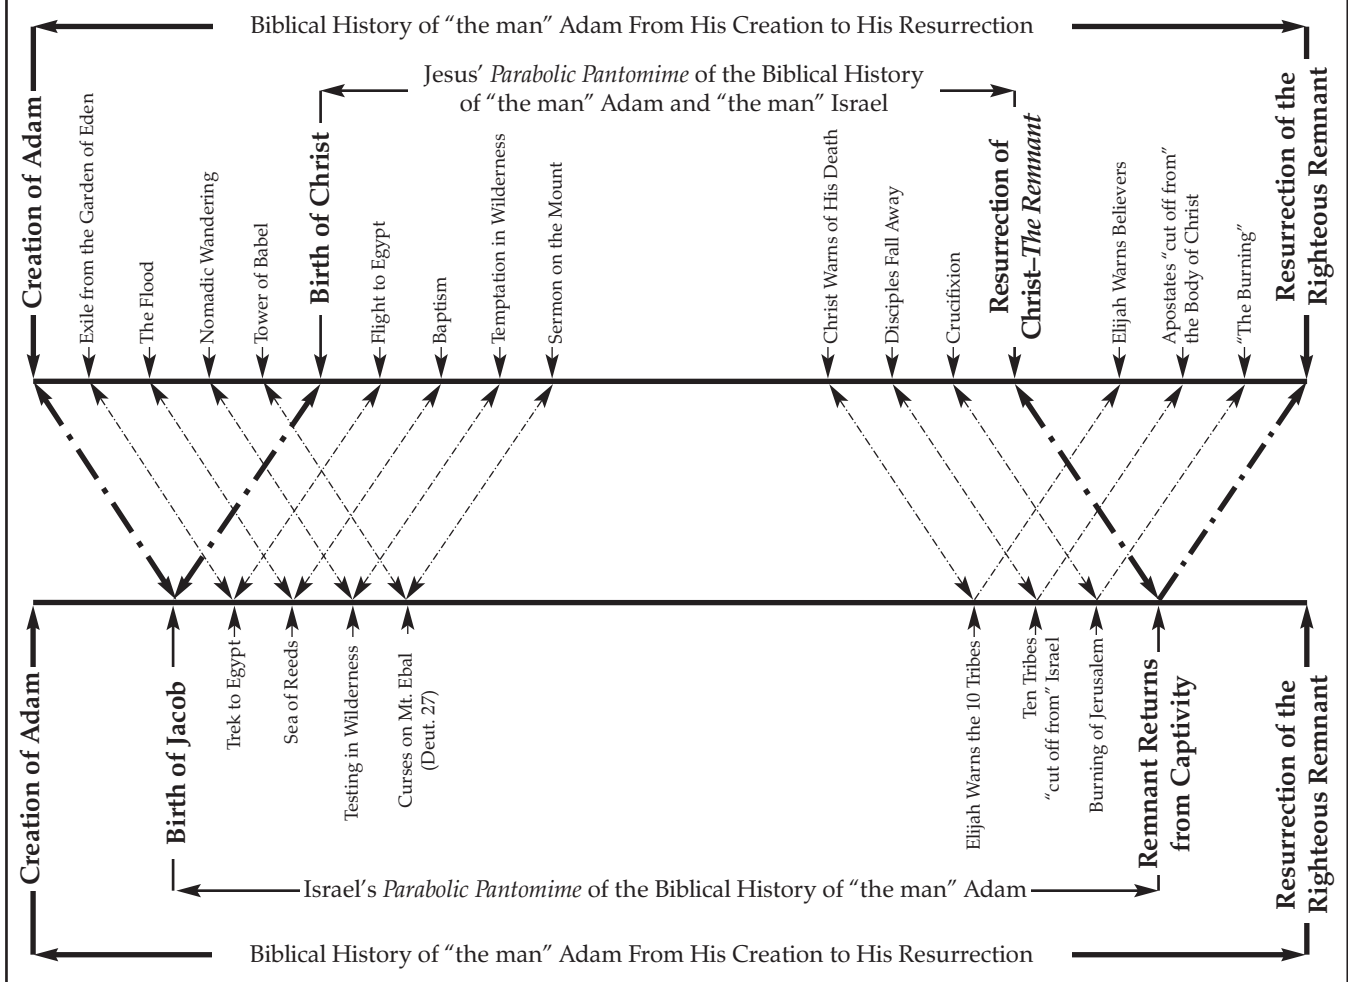 Biblical History of “the man” Adam From His Creation to His Resurrection
Jesus’ Parabolic Pantomime of the Biblical History
of “the man” Adam and “the man” Israel
Creation of Adam
Exile from the Garden of Eden
The Flood
Nomadic Wandering
Tower of Babel
Birth of Christ
Flight to Egypt
Baptism
Temptation in Wilderness
Sermon on the Mount
Christ Warns of His Death
Disciples Fall Away
Crucifixion
Resurrection of
Christ–The Remnant
Elijah Warns Believers
Apostates “cut off from”
the Body of Christ
“The Burning”
Resurrection of the
Righteous Remnant
Creation of Adam
Birth of Jacob
Trek to Egypt
Sea of Reeds
Testing in Wilderness
Curses on Mt. Ebal
(Deut. 27)
Elijah Warns the 10 Tribes
Ten Tribes
“cut off from” Israel
Burning of Jerusalem
Remnant Returns
from Captivity
Resurrection of the
Righteous Remnant
Israel’s Parabolic Pantomime of the Biblical History of “the man” Adam
Biblical History of “the man” Adam From His Creation to His Resurrection